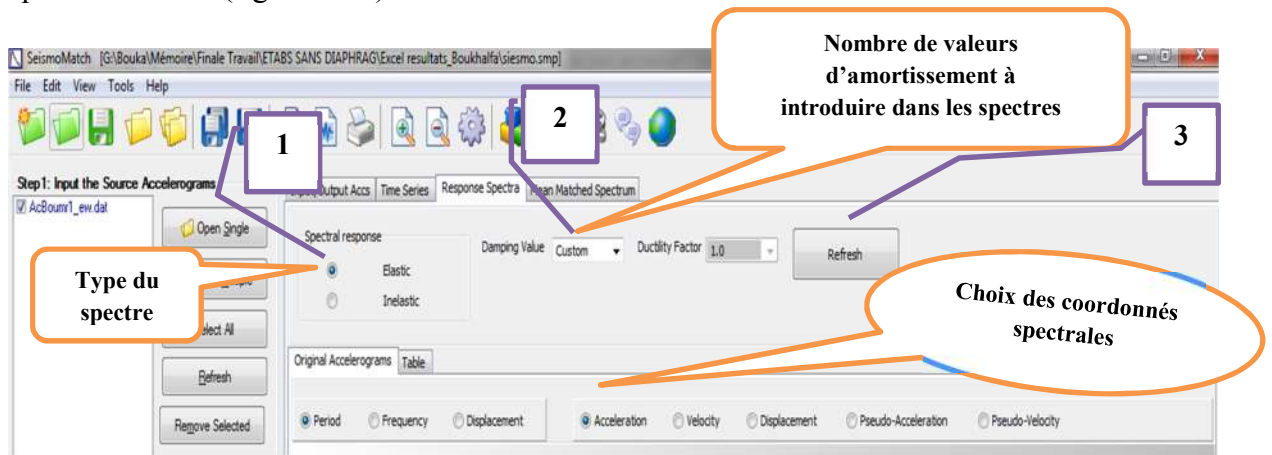 SeismoMatch [G:\Bouka\Mémoire\Finale Travail\ETABS SANS DIAPHRAG\Excel resultats_Boukhalfa\siesmo.smp]
File Edit View Tools Help
Nombre de valeurs
d'amortissement à
introduire dans les spectres
1
2
3
Step1: Input the Source Accelerograms
Output Accs Time Series Response Spectra Mean Matched Spectrum
AcBoumr1_ew.dat
Open Single
Select All
Refresh
Remove Selected
Type du
spectre
Spectral response
Elastic
Inelastic
Damping Value Custom Ductility Factor 1.0 Refresh
Choix des coordonnés
spectrales
Original Accelerograms Table
Period Frequency Displacement Acceleration Velocity Displacement Pseudo-Acceleration Pseudo-Velocity